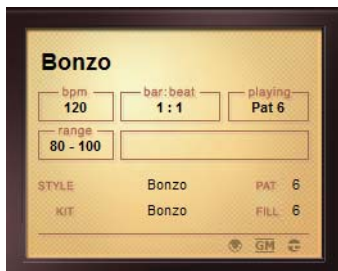 Bonzo
bpm bar:beat playing
120 1:1 Pat 6
range
80 - 100
STYLE Bonzo PAT 6
KIT Bonzo FILL 6
GM